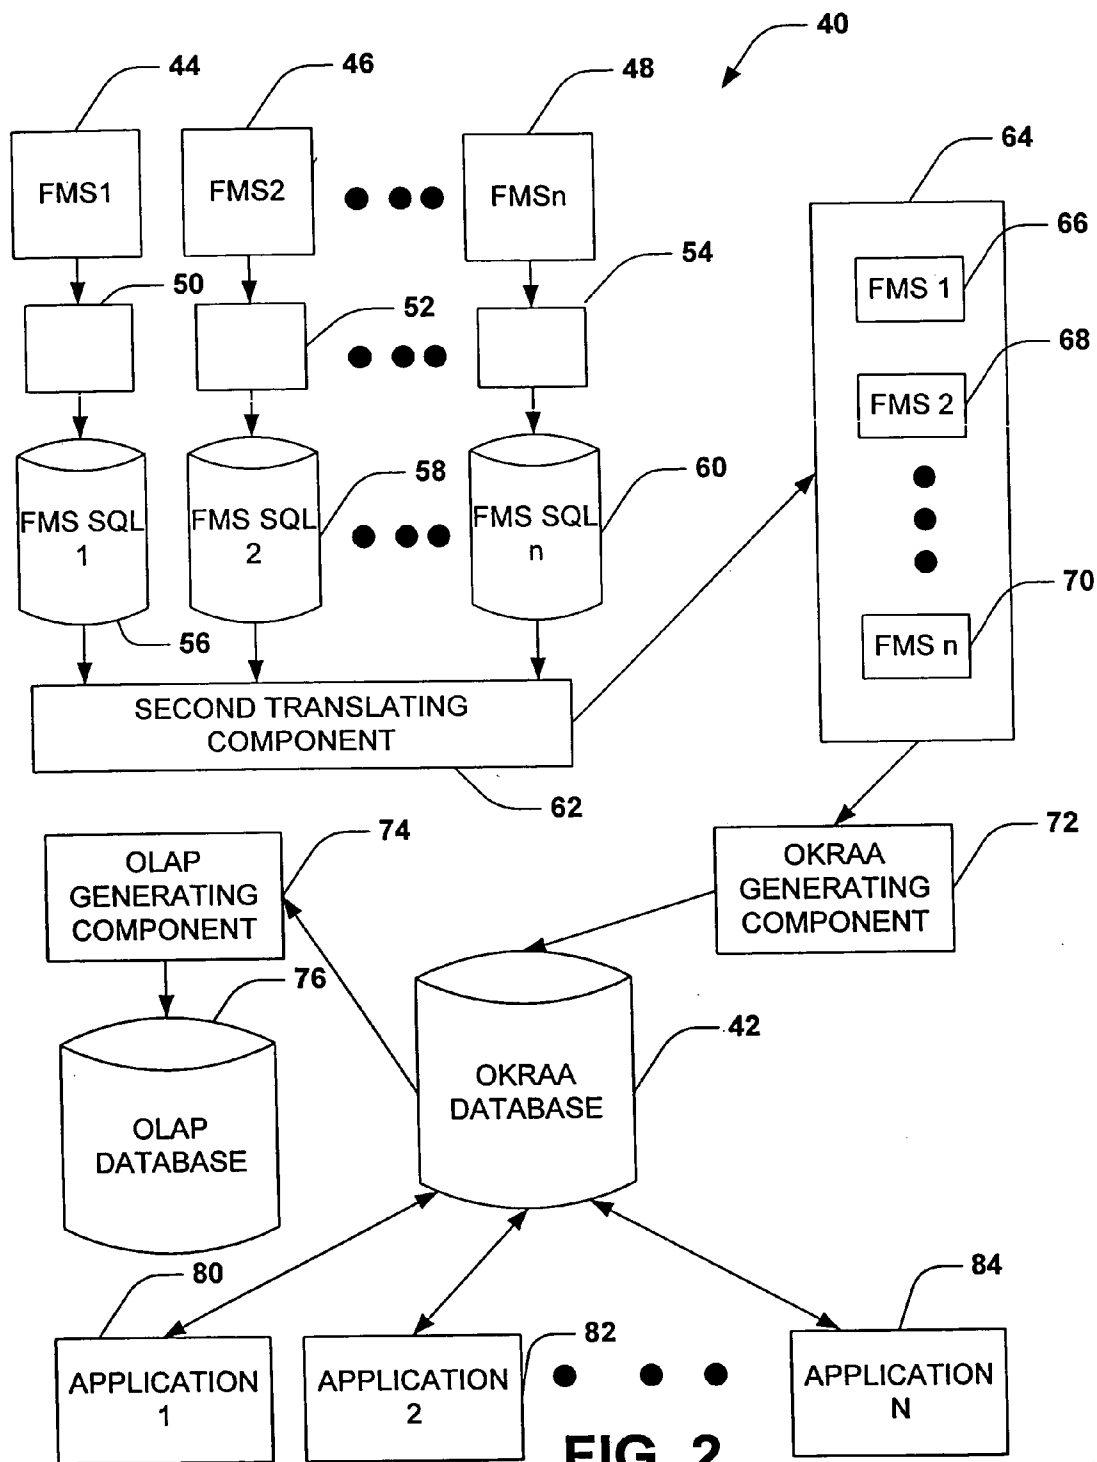 40
44
46
48
64
FMS1
FMS2
FMSn
66
FMS 1
50
52
54
68
FMS 2
58
60
FMS SQL
1
FMS SQL
2
FMS SQL
n
56
70
FMS n
SECOND TRANSLATING
COMPONENT
62
74
72
OLAP
GENERATING
COMPONENT
OKRAA
GENERATING
COMPONENT
76
42
OKRAA
DATABASE
OLAP
DATABASE
80
84
82
APPLICATION
1
APPLICATION
2
APPLICATION
N
FIG. 2